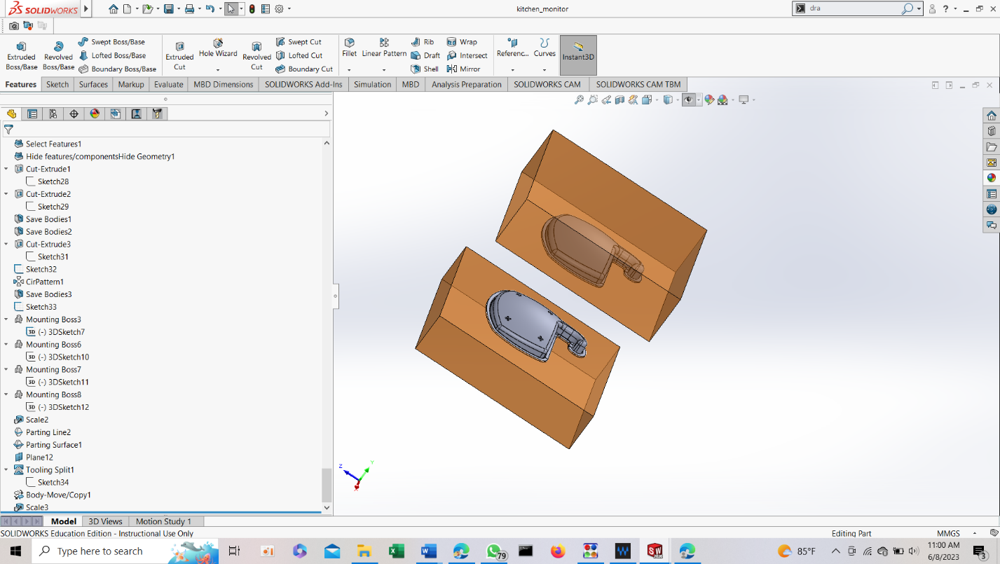 SOLIDWORKS
kitchen_monitor
dra
Extruded Boss/Base
Revolved Boss/Base
Swept Boss/Base
Lofted Boss/Base
Boundary Boss/Base
Extruded Cut
Hole Wizard
Revolved Cut
Swept Cut
Lofted Cut
Boundary Cut
Fillet
Linear Pattern
Rib
Draft
Shell
Wrap
Intersect
Mirror
Referenc...
Curves
Instant3D
Features
Sketch
Surfaces
Markup
Evaluate
MBD Dimensions
SOLIDWORKS Add-Ins
Simulation
MBD
Analysis Preparation
SOLIDWORKS CAM
SOLIDWORKS CAM TBM
Select Features1
Hide features/componentsHide Geometry1
Cut-Extrude1
Sketch28
Cut-Extrude2
Sketch29
Save Bodies1
Save Bodies2
Cut-Extrude3
Sketch31
Sketch32
CirPattern1
Save Bodies3
Sketch33
Mounting Boss3
3D (-) 3DSketch7
Mounting Boss6
3D (-) 3DSketch10
Mounting Boss7
3D (-) 3DSketch11
Mounting Boss8
3D (-) 3DSketch12
Scale2
Parting Line2
Parting Surface1
Plane12
Tooling Split1
Sketch34
Body-Move/Copy1
Scale3
Z
Y
X
Model
3D Views
Motion Study 1
SOLIDWORKS Education Edition - Instructional Use Only
Editing Part
MMGS
Type here to search
79
85°F
11:00 AM
6/8/2023
3